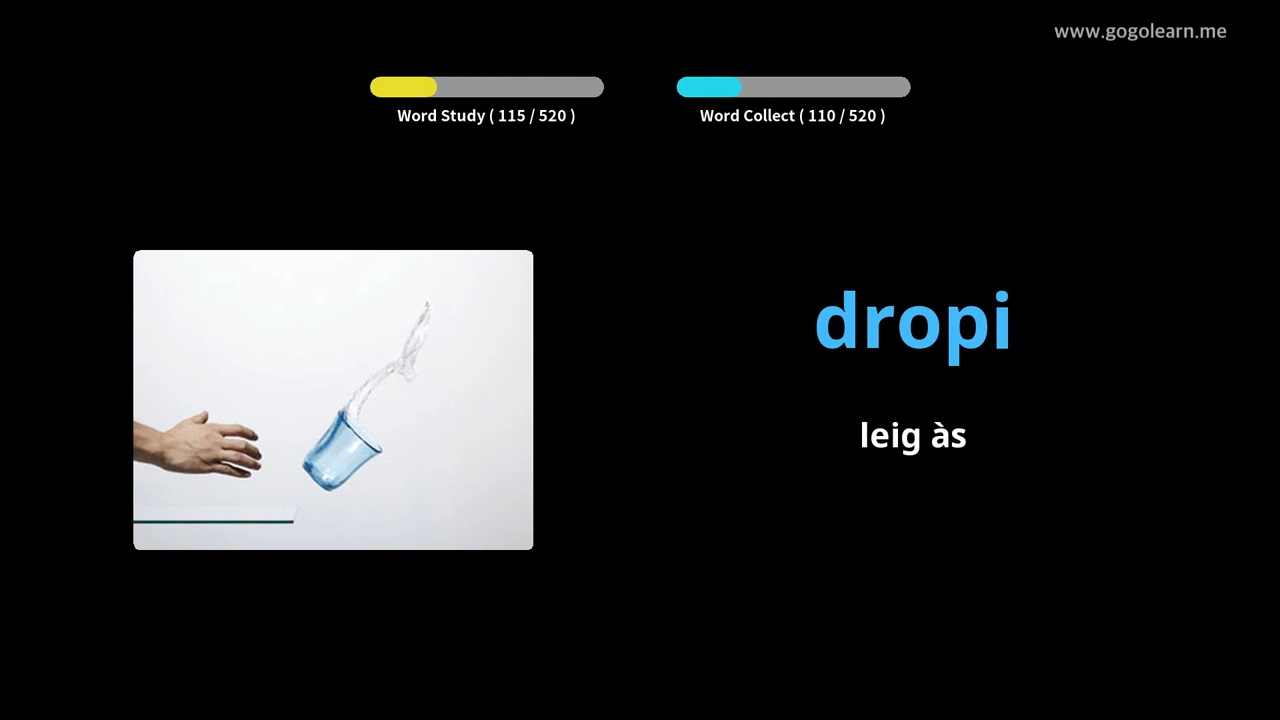 www.gogolearn.me
Word Study ( 115 / 520 )
Word Collect ( 110 / 520 )
dropi
leig às